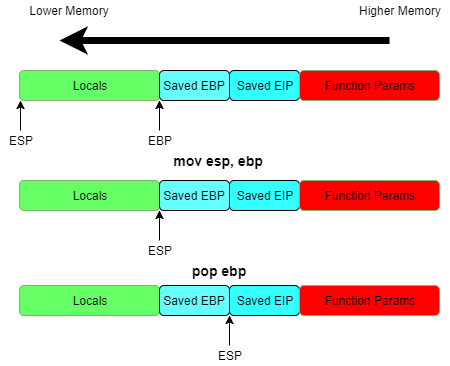 Lower Memory Higher Memory
Locals Saved EBP Saved EIP Function Params
ESP EBP
mov esp, ebp
Locals Saved EBP Saved EIP Function Params
ESP
pop ebp
Locals Saved EBP Saved EIP Function Params
ESP